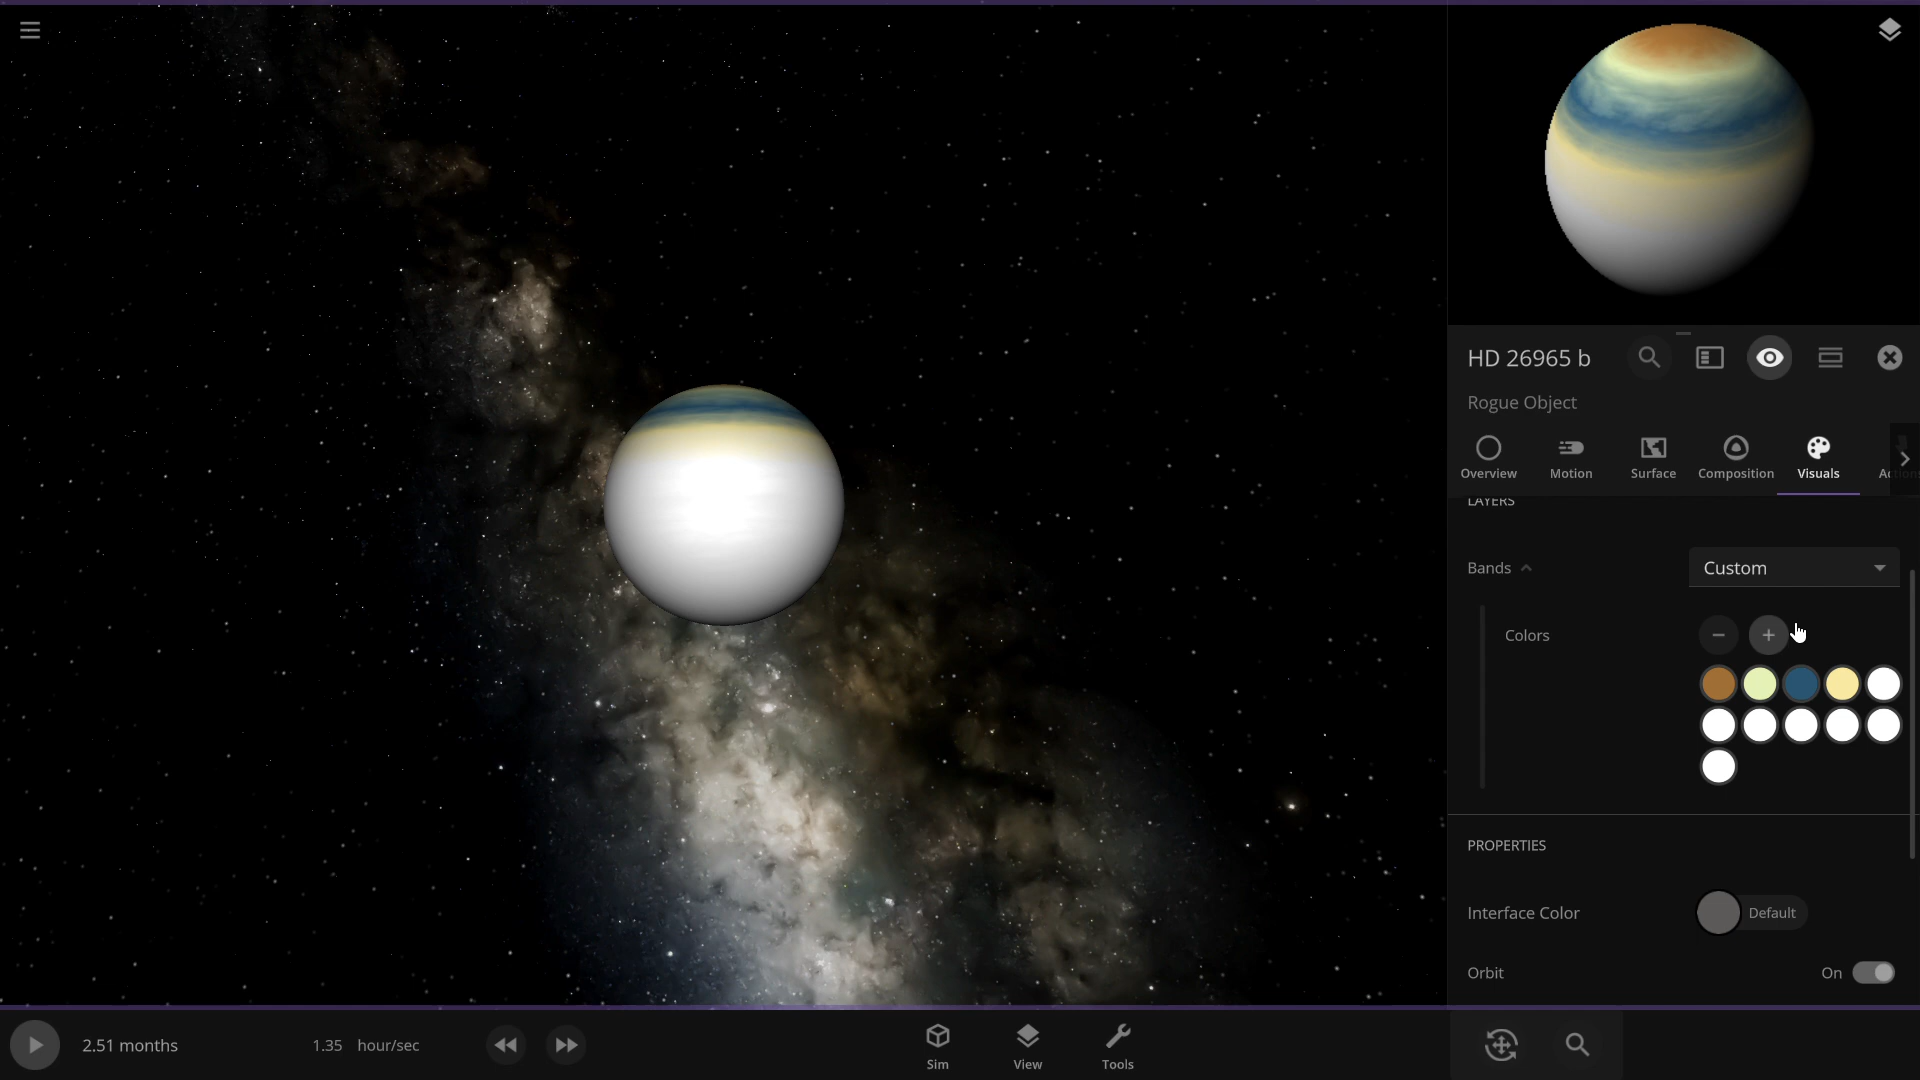 HD 26965 b
Rogue Object
Overview Motion Surface Composition Visuals
LAYERS
Bands Custom
Colors
PROPERTIES
Interface Color Default
Orbit On
2.51 months 1.35 hour/sec
Sim View Tools